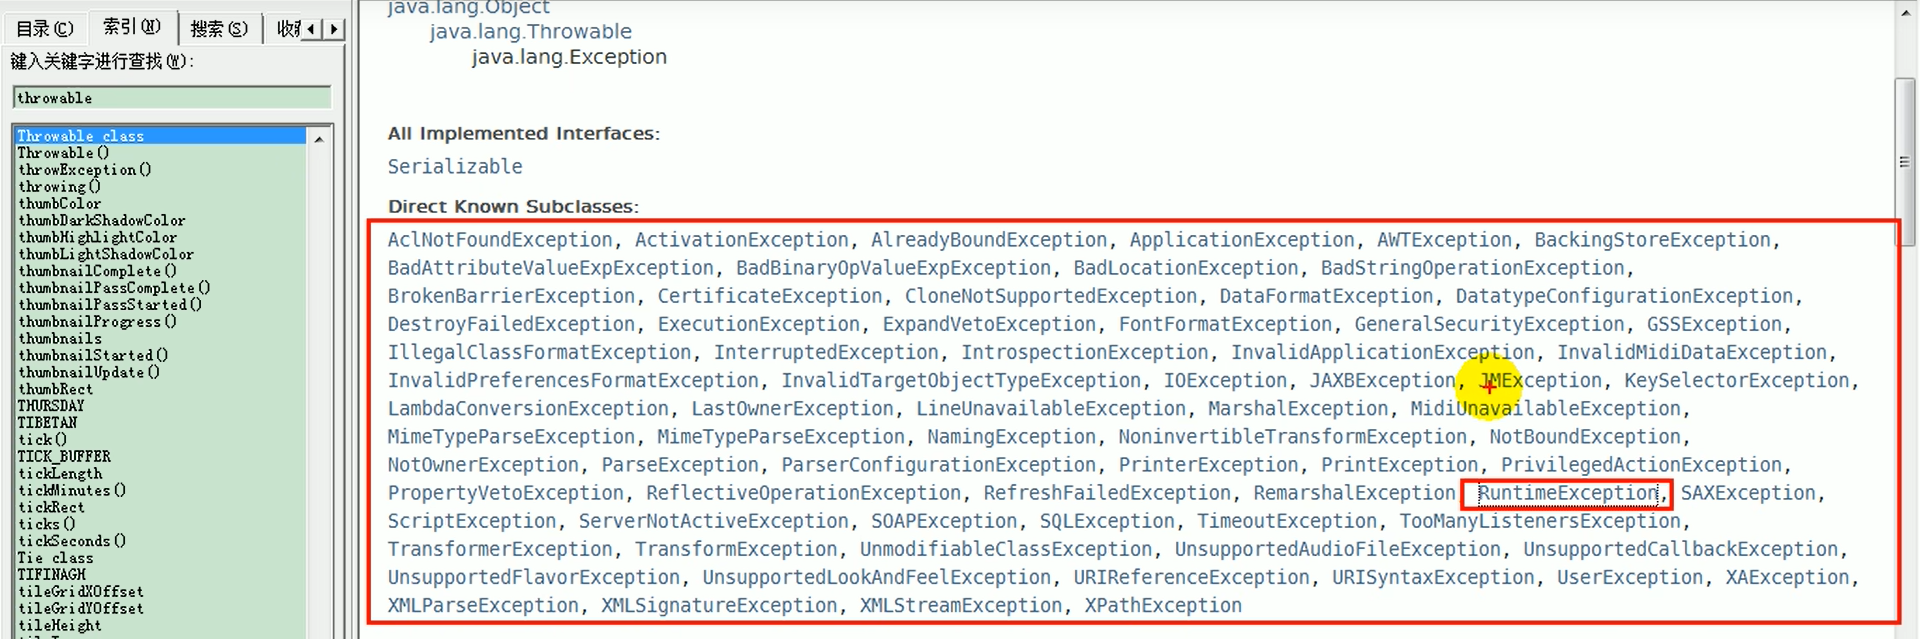 目录(C) 索引(N) 搜索(S)
键入关键字进行查找(W):
throwable
Throwable class
Throwable()
throwException()
throwing()
thumbColor
thumbDarkShadowColor
thumbHighlightColor
thumbLightShadowColor
thumbnailComplete()
thumbnailPassComplete()
thumbnailPassStarted()
thumbnailProgress()
thumbnails
thumbnailStarted()
thumbnailUpdate()
thumbRect
THURSDAY
TIBETAN
tick()
TICK_BUFFER
tickLength
tickMinutes()
tickRect
ticks()
tickSeconds()
Tie class
TIFINAGH
tileGridXOffset
tileGridYOffset
tileHeight
java.lang.Object
java.lang.Throwable
java.lang.Exception
All Implemented Interfaces:
Serializable
Direct Known Subclasses:
AclNotFoundException, ActivationException, AlreadyBoundException, ApplicationException, AWTException, BackingStoreException,
BadAttributeValueExpException, BadBinaryOpValueExpException, BadLocationException, BadStringOperationException,
BrokenBarrierException, CertificateException, CloneNotSupportedException, DataFormatException, DatatypeConfigurationException,
DestroyFailedException, ExecutionException, ExpandVetoException, FontFormatException, GeneralSecurityException, GSSException,
IllegalClassFormatException, InterruptedException, IntrospectionException, InvalidApplicationException, InvalidMidiDataException,
InvalidPreferencesFormatException, InvalidTargetObjectTypeException, IOException, JAXBException, JMException, KeySelectorException,
LambdaConversionException, LastOwnerException, LineUnavailableException, MarshalException, MidiUnavailableException,
MimeTypeParseException, MimeTypeParseException, NamingException, NoninvertibleTransformException, NotBoundException,
NotOwnerException, ParseException, ParserConfigurationException, PrinterException, PrintException, PrivilegedActionException,
PropertyVetoException, ReflectiveOperationException, RefreshFailedException, RemarshalException, RuntimeException, SAXException,
ScriptException, ServerNotActiveException, SOAPException, SQLException, TimeoutException, TooManyListenersException,
TransformerException, TransformException, UnmodifiableClassException, UnsupportedAudioFileException, UnsupportedCallbackException,
UnsupportedFlavorException, UnsupportedLookAndFeelException, URIReferenceException, URISyntaxException, UserException, XAException,
XMLParseException, XMLSignatureException, XMLStreamException, XPathException